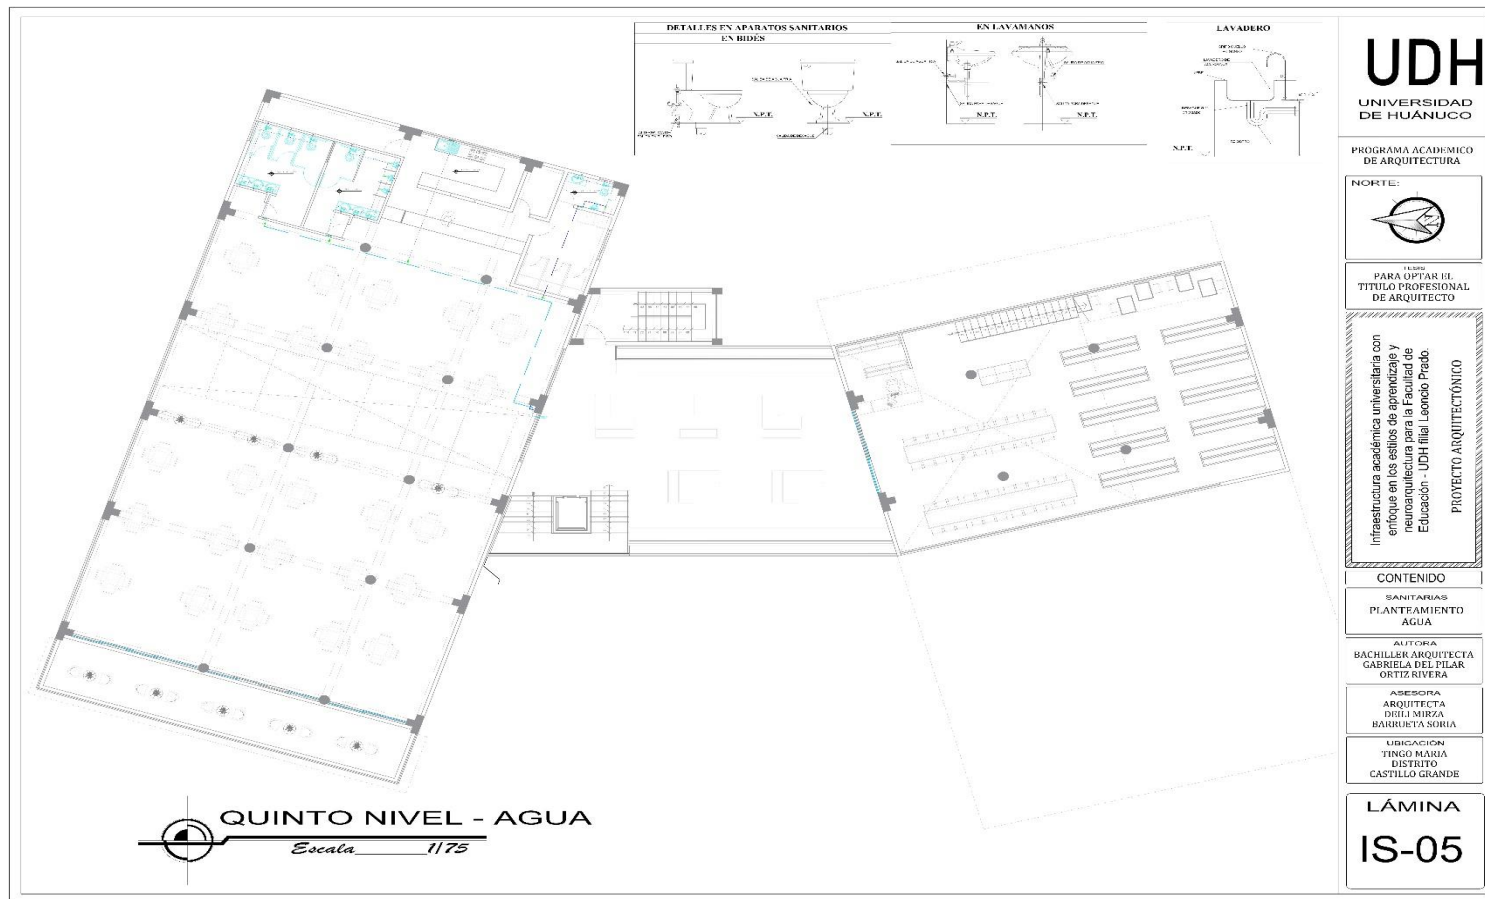 DETALLES EN APARATOS SANITARIOS
EN BIDÉS
N.P.T.
N.P.T.
EN LAVAMANOS
N.P.T.
N.P.T.
LAVADERO
N.P.T.
UDH
UNIVERSIDAD
DE HUÁNUCO
PROGRAMA ACADEMICO
DE ARQUITECTURA
NORTE:
TESIS
PARA OPTAR EL
TITULO PROFESIONAL
DE ARQUITECTO
Infraestructura académica universitaria con
enfoque en los estilos de aprendizaje y
neuroarquitectura para la Facultad de
Educación - UDH filial Leoncio Prado.
PROYECTO ARQUITECTÓNICO
CONTENIDO
SANITARIAS
PLANTEAMIENTO
AGUA
AUTORA
BACHILLER ARQUITECTA
GABRIELA DEL PILAR
ORTIZ RIVERA
ASESORA
ARQUITECTA
DEILI MIRZA
BARRUETA SORIA
UBICACIÓN
TINGO MARIA
DISTRITO
CASTILLO GRANDE
LÁMINA
IS-05
QUINTO NIVEL - AGUA
Escala 1/75